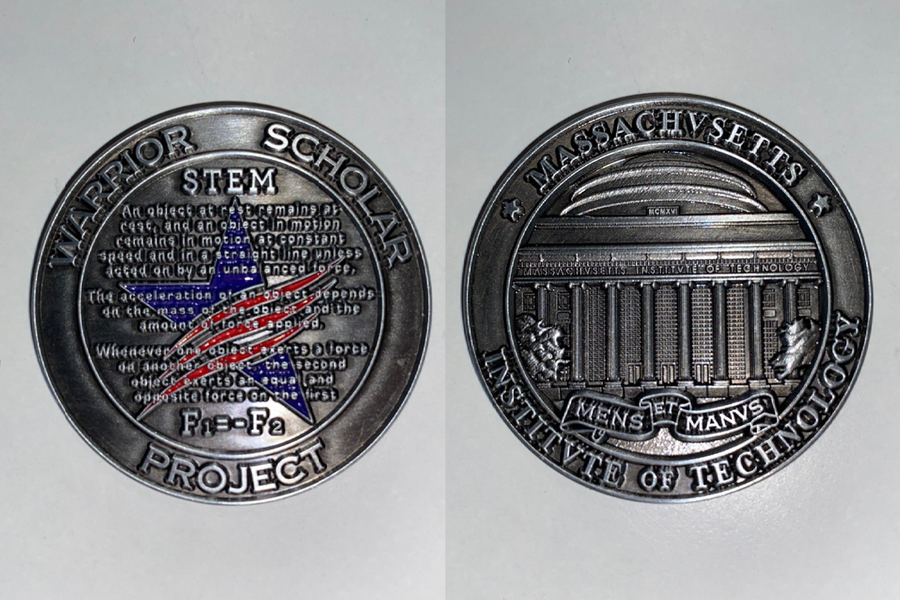 WARRIOR SCHOLAR
STEM
An object at rest remains at
rest, and an object in motion
remains in motion at constant
speed and in a straight line unless
acted on by an unbalanced force.
The acceleration of an object depends
on the mass of the object and the
amount of force applied.
Whenever one object exerts a force
on another object, the second
object exerts an equal and
opposite force on the first
F1=-F2
PROJECT
MASSACHVSETTS
MCMXVI
MASSACHVSETTS INSTITVTE OF TECHNOLOGY
MENS ET MANVS
INSTITVTE OF TECHNOLOGY